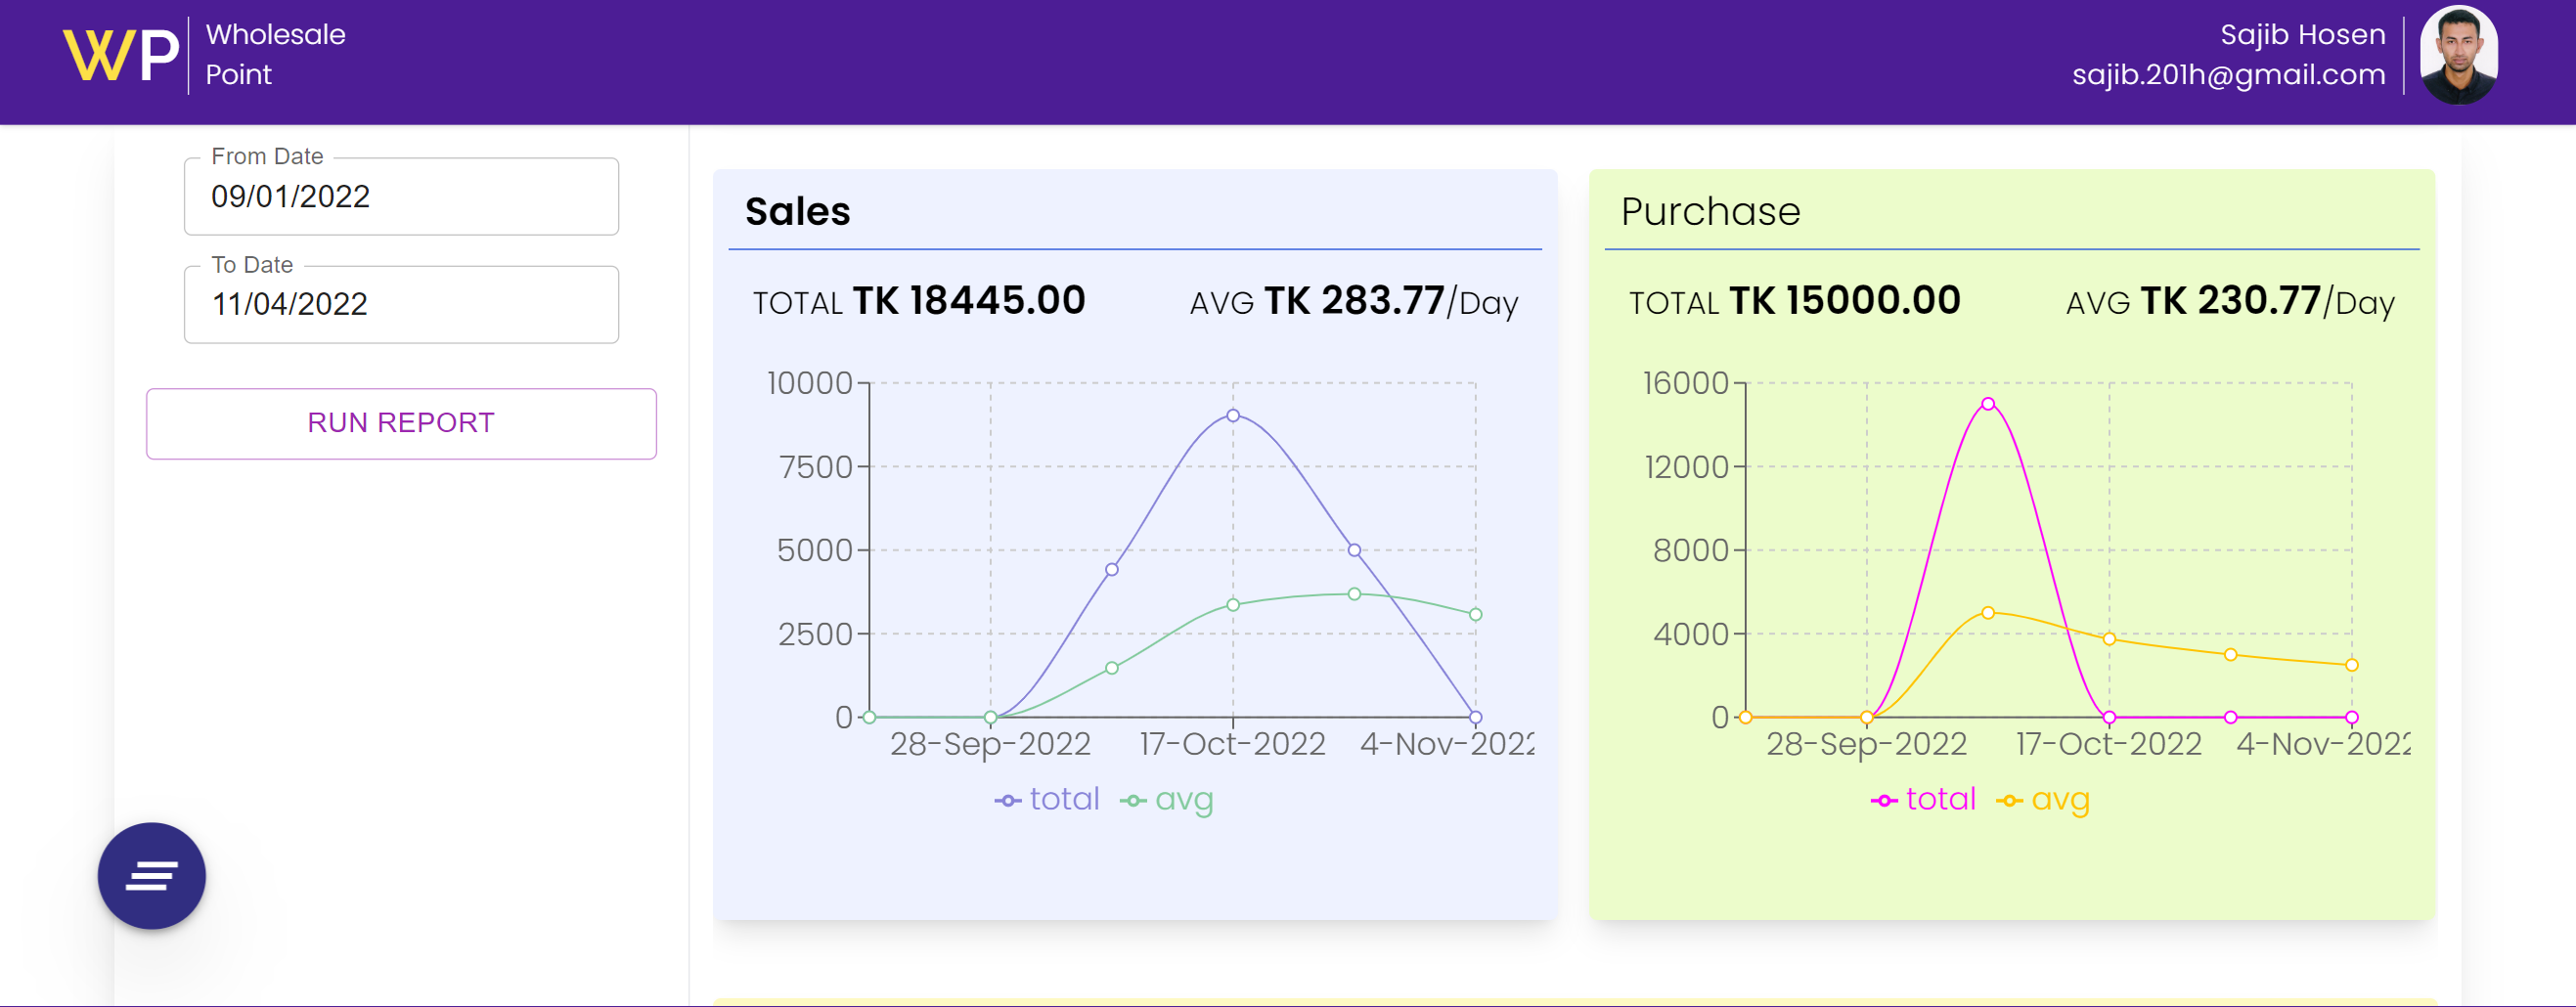 WP
Wholesale
Point
Sajib Hosen
sajib.201h@gmail.com
From Date
09/01/2022
To Date
11/04/2022
RUN REPORT
Sales
TOTAL TK 18445.00 AVG TK 283.77/Day
10000
7500
5000
2500
0
28-Sep-2022 17-Oct-2022 4-Nov-2022
total avg
Purchase
TOTAL TK 15000.00 AVG TK 230.77/Day
16000
12000
8000
4000
0
28-Sep-2022 17-Oct-2022 4-Nov-2022
total avg